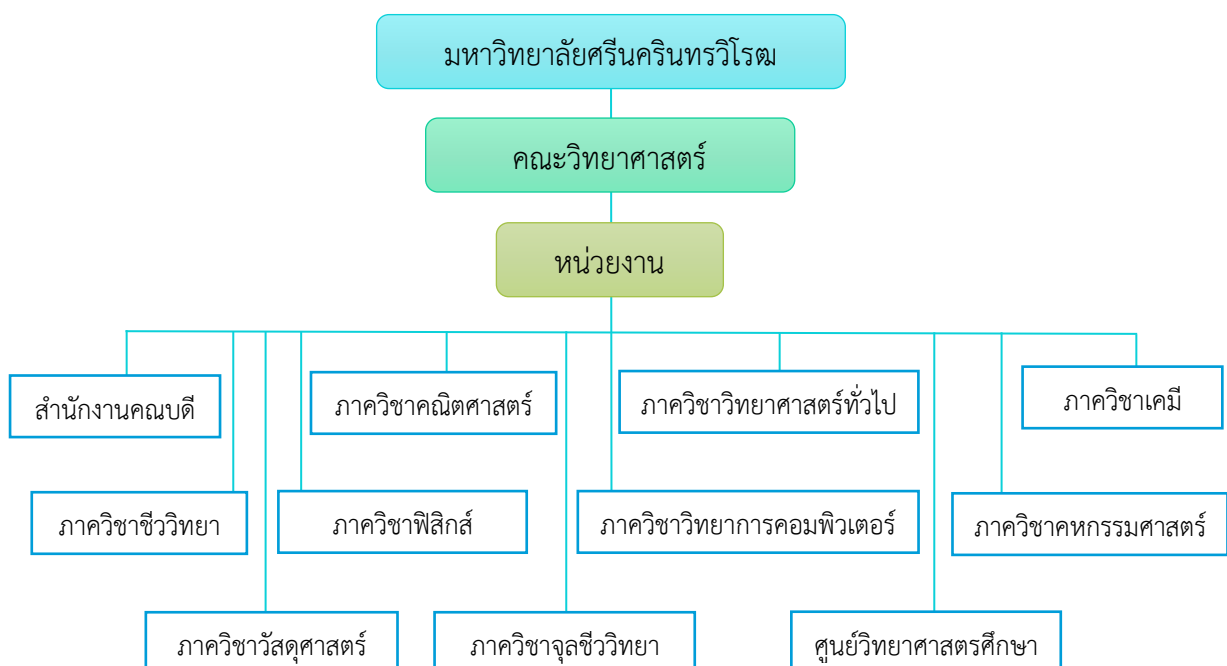 มหาวิทยาลัยศรีนครินทรวิโรฒ
คณะวิทยาศาสตร์
หน่วยงาน
สำนักงานคณบดี
ภาควิชาคณิตศาสตร์
ภาควิชาวิทยาศาสตร์ทั่วไป
ภาควิชาเคมี
ภาควิชาชีววิทยา
ภาควิชาฟิสิกส์
ภาควิชาวิทยาการคอมพิวเตอร์
ภาควิชาคหกรรมศาสตร์
ภาควิชาวัสดุศาสตร์
ภาควิชาจุลชีววิทยา
ศูนย์วิทยาศาสตรศึกษา